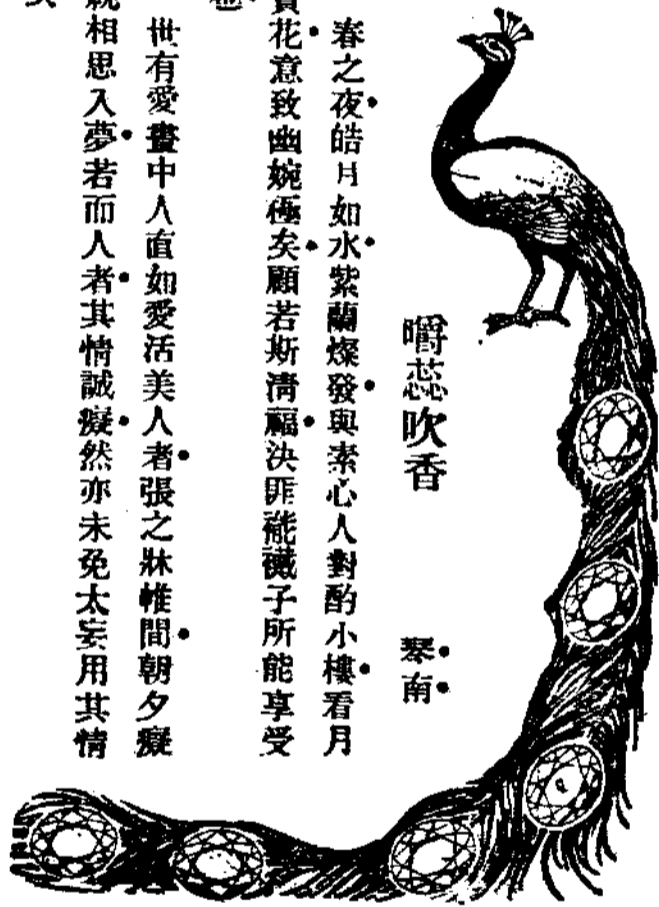 嚼蕊吹香
琴南
春之夜皓月如水紫蘭燦發與素心人對酌小樓看月
花意致幽婉極矣顧若斯清福決匪褦襶子所能享受
世有愛畫中人直如愛活美人者張之牀帷間朝夕癡
相思入夢若而人者其情誠癡然亦未免太妄用其情